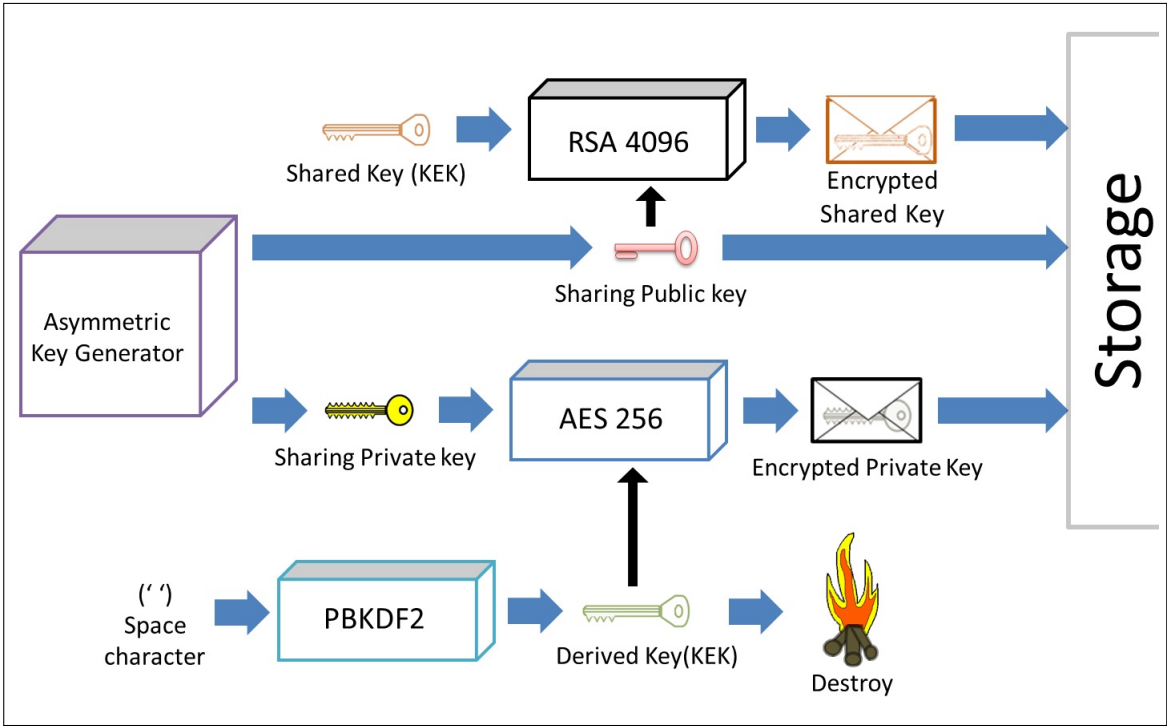 RSA 4096
Shared Key (KEK)
Encrypted
Shared Key
Storage
Sharing Public key
Asymmetric
Key Generator
AES 256
Sharing Private key
Encrypted Private Key
(‘ ‘)
Space
character
PBKDF2
Derived Key(KEK)
Destroy